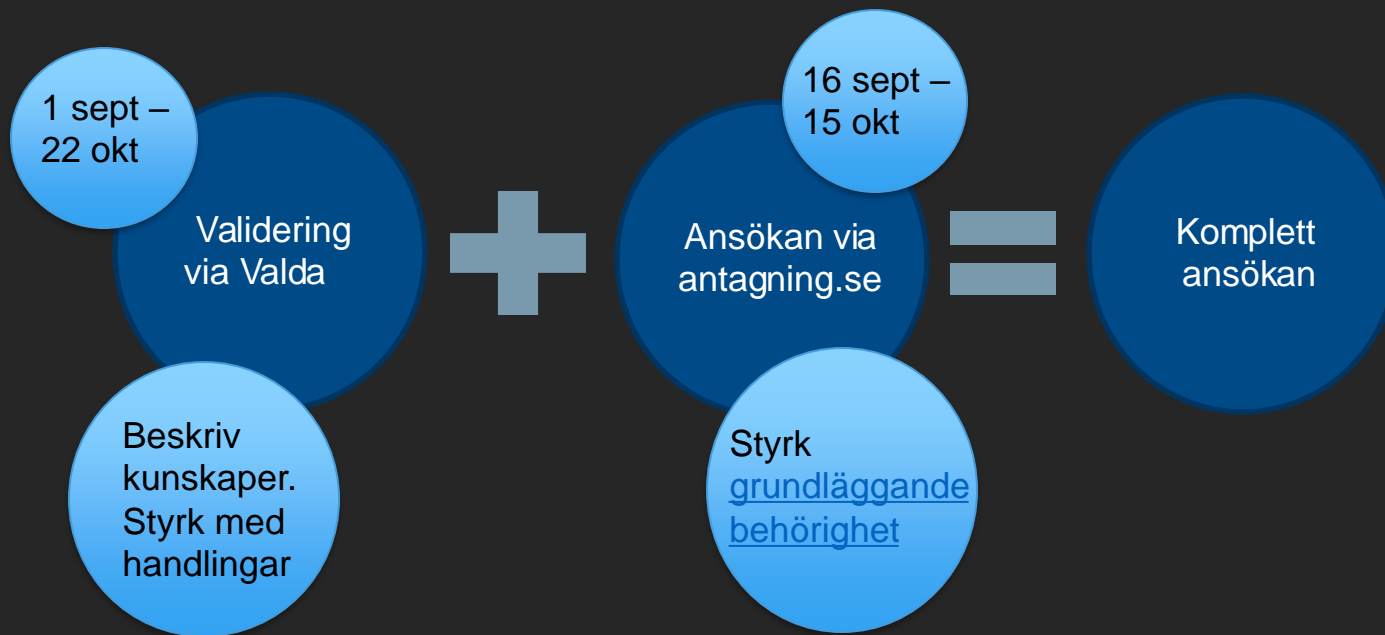 1 sept –
22 okt
Validering
via Valda
Beskriv
kunskaper.
Styrk med
handlingar
16 sept –
15 okt
Ansökan via
antagning.se
Styrk
grundläggande
behörighet
Komplett
ansökan